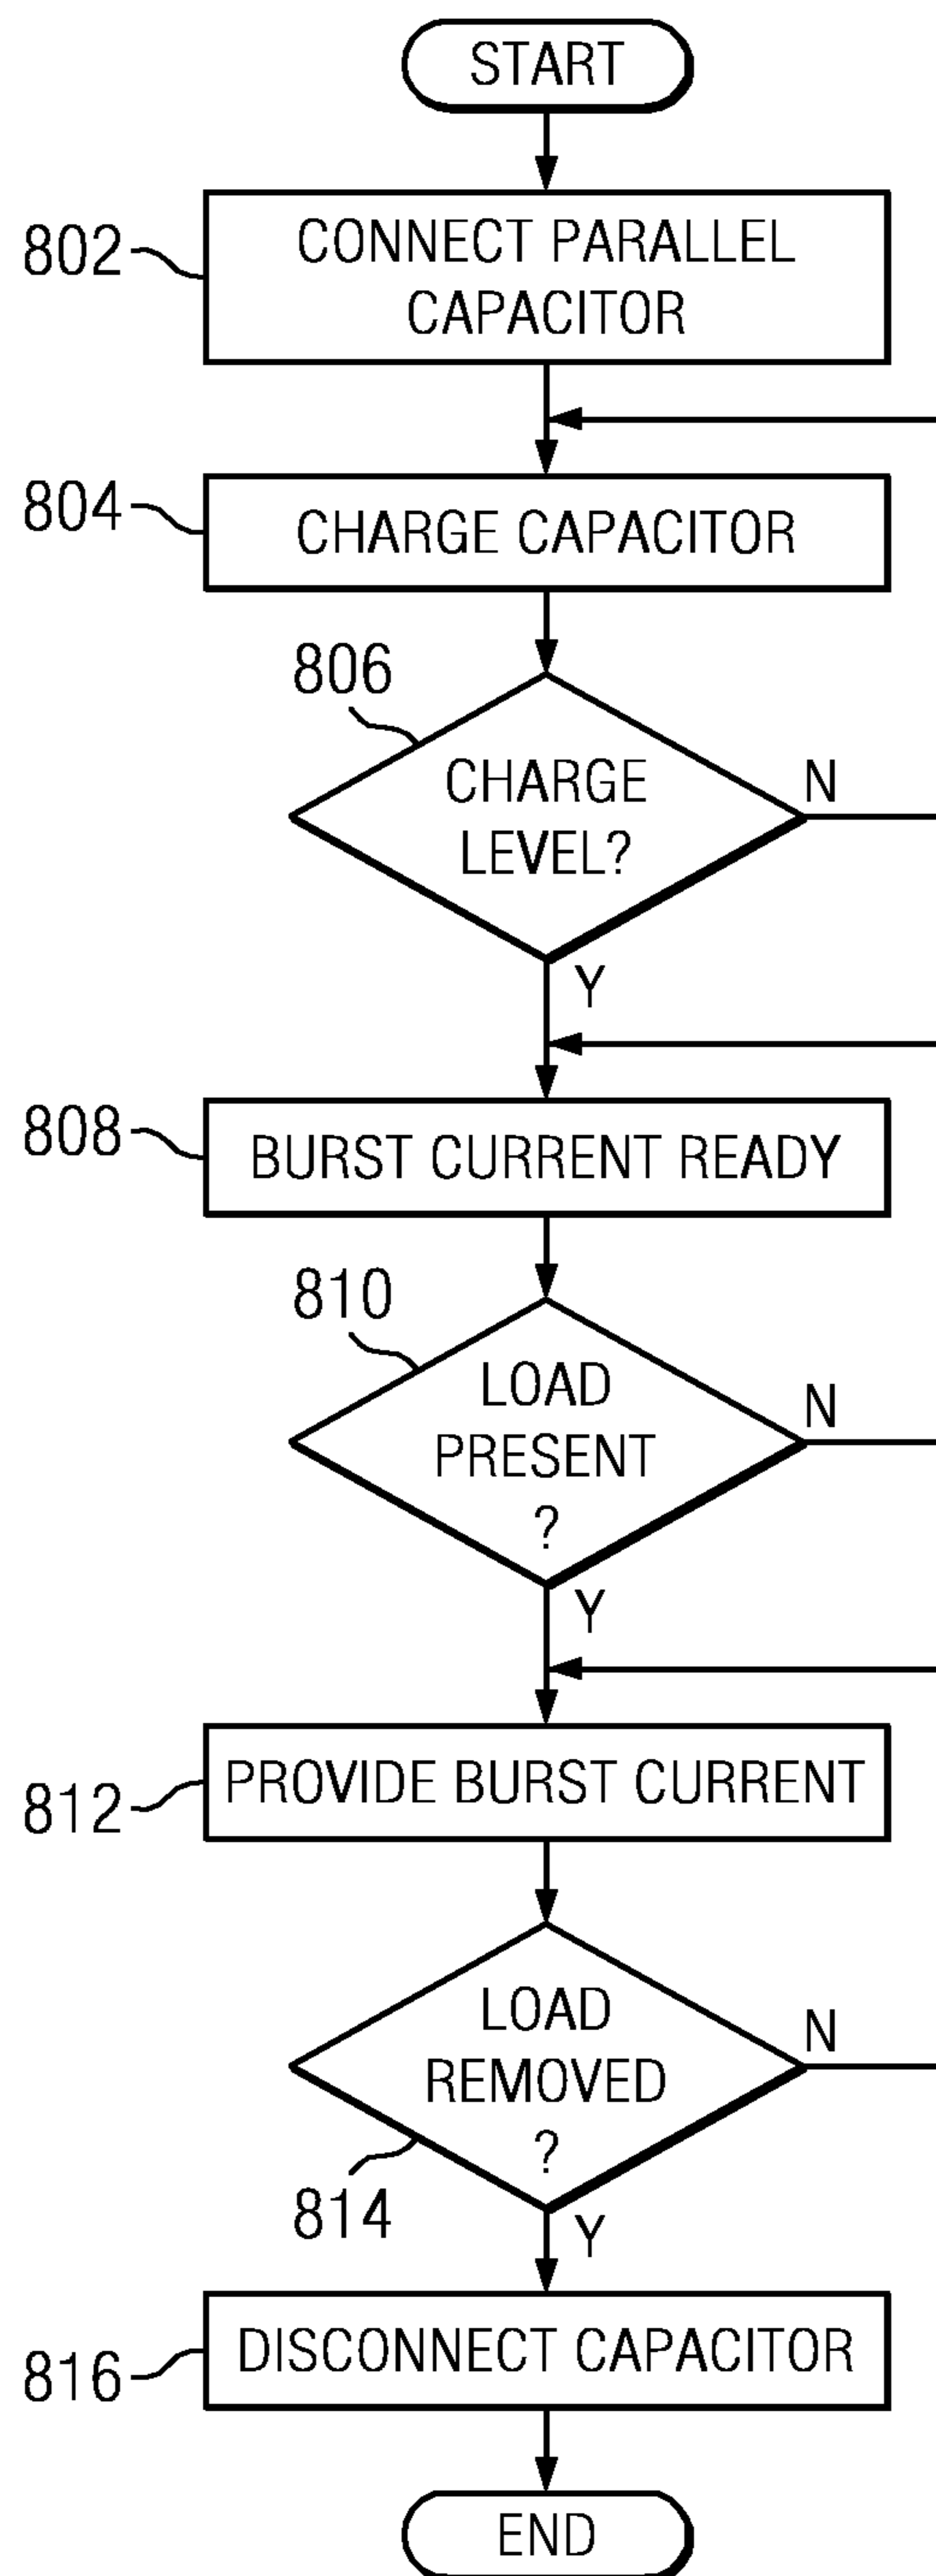 START
802
CONNECT PARALLEL
CAPACITOR
804
CHARGE CAPACITOR
806
CHARGE
LEVEL?
N
Y
808
BURST CURRENT READY
810
LOAD
PRESENT
?
N
Y
812
PROVIDE BURST CURRENT
LOAD
REMOVED
?
N
814
Y
816
DISCONNECT CAPACITOR
END